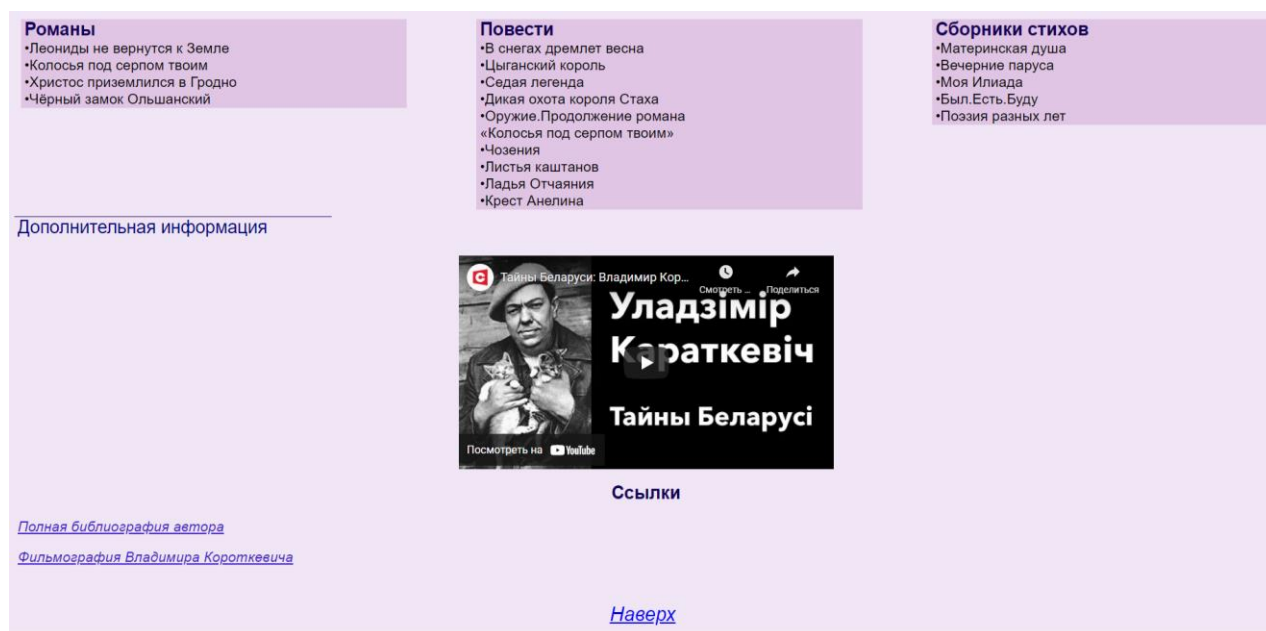 Романы
•Леониды не вернутся к Земле
•Колосья под серпом твоим
•Христос приземлился в Гродно
•Чёрный замок Ольшанский
Повести
•В снегах дремлет весна
•Цыганский король
•Седая легенда
•Дикая охота короля Стаха
•Оружие.Продолжение романа
«Колосья под серпом твоим»
•Чозения
•Листья каштанов
•Ладья Отчаяния
•Крест Анелина
Сборники стихов
•Материнская душа
•Вечерние паруса
•Моя Илиада
•Был.Есть.Буду
•Поэзия разных лет
Дополнительная информация
Тайны Беларуси: Владимир Кор...
Смотреть ...
Поделиться
Уладзімір
Караткевіч
Тайны Беларусі
Посмотреть на YouTube
Ссылки
Полная библиография автора
Фильмография Владимира Короткевича
Наверх